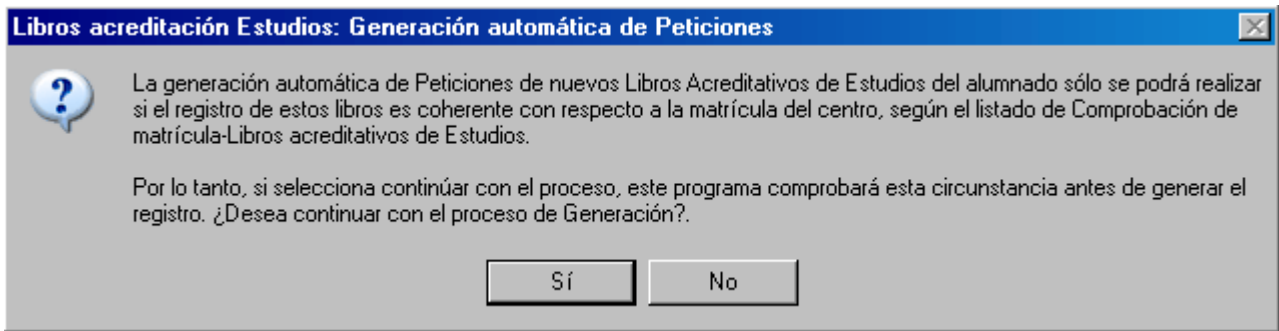 Libros acreditación Estudios: Generación automática de Peticiones
La generación automática de Peticiones de nuevos Libros Acreditativos de Estudios del alumnado sólo se podrá realizar
si el registro de estos libros es coherente con respecto a la matrícula del centro, según el listado de Comprobación de
matrícula-Libros acreditativos de Estudios.
Por lo tanto, si selecciona continúar con el proceso, este programa comprobará esta circunstancia antes de generar el
registro. ¿Desea continuar con el proceso de Generación?.
Sí
No